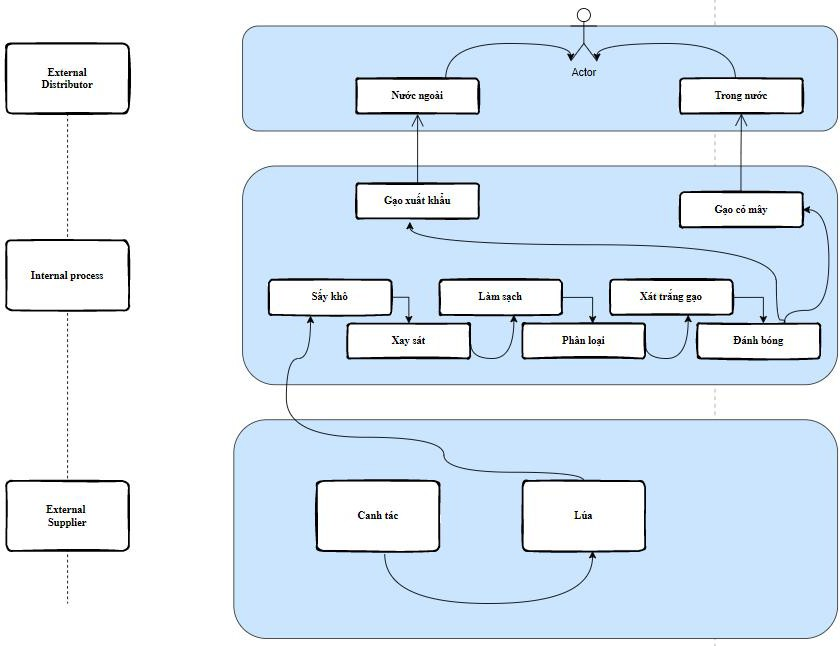 External
Distributor
Actor
Nước ngoài
Trong nước
Internal process
Gạo xuất khẩu
Gạo cỏ mây
Sấy khô
Làm sạch
Xát trắng gạo
Xay sát
Phân loại
Đánh bóng
External
Supplier
Canh tác
Lúa